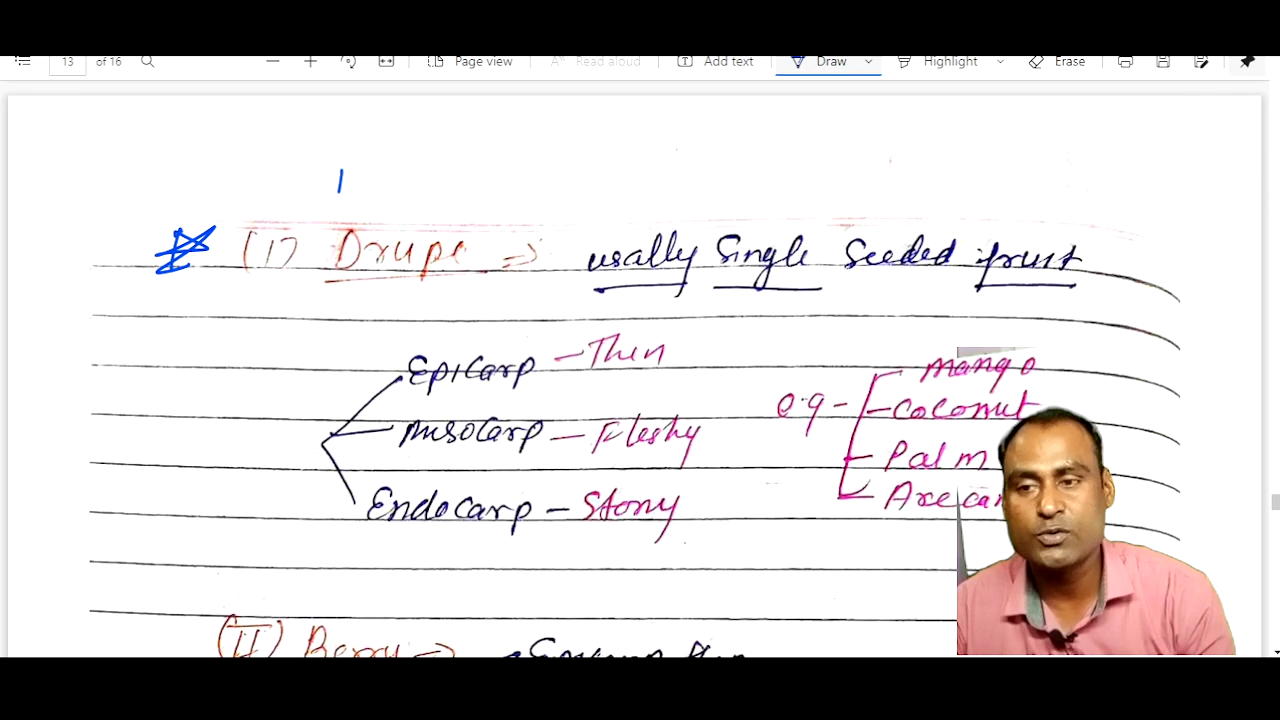 13 of 16 Page view Read aloud Add text Draw Highlight Erase
(1) Drupe ⇒ usally Single Seeded fruit
Epicarp – Thin
Mesocarp – Fleshy
Endocarp – Stony
e.g –
Mango
Coconut
Palm
(II) Berry ⇒